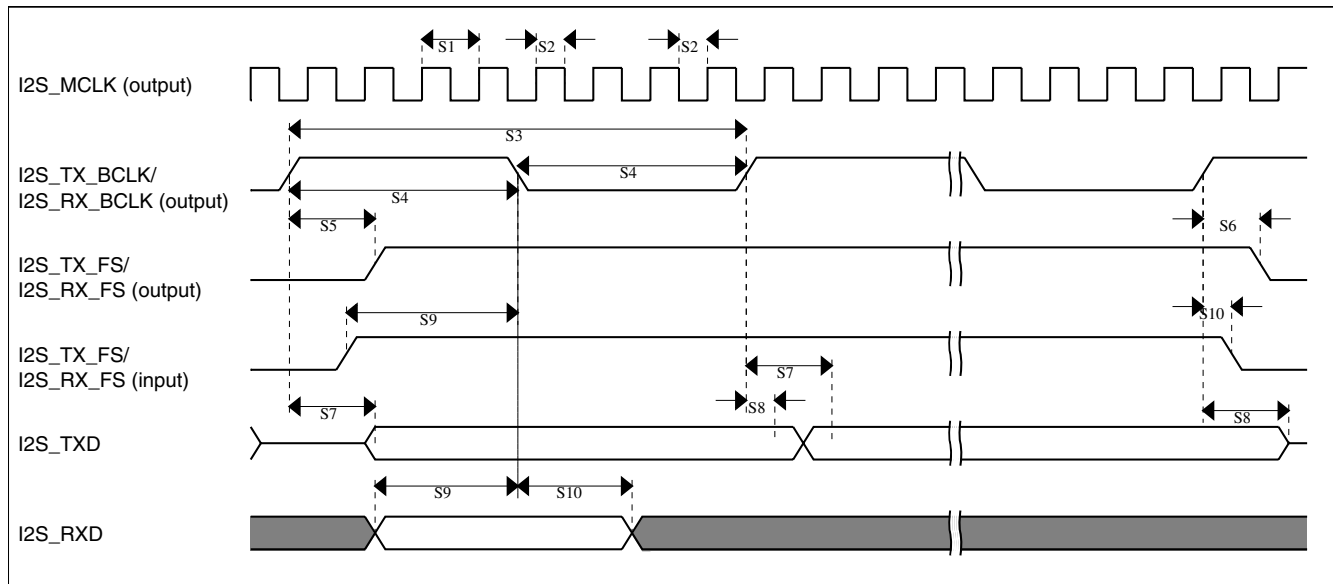 S1
S2
S2
I2S_MCLK (output)
S3
I2S_TX_BCLK/
I2S_RX_BCLK (output)
S4
S4
S5
S6
I2S_TX_FS/
I2S_RX_FS (output)
S9
S10
I2S_TX_FS/
I2S_RX_FS (input)
S7
S7
S8
S8
I2S_TXD
S9
S10
I2S_RXD